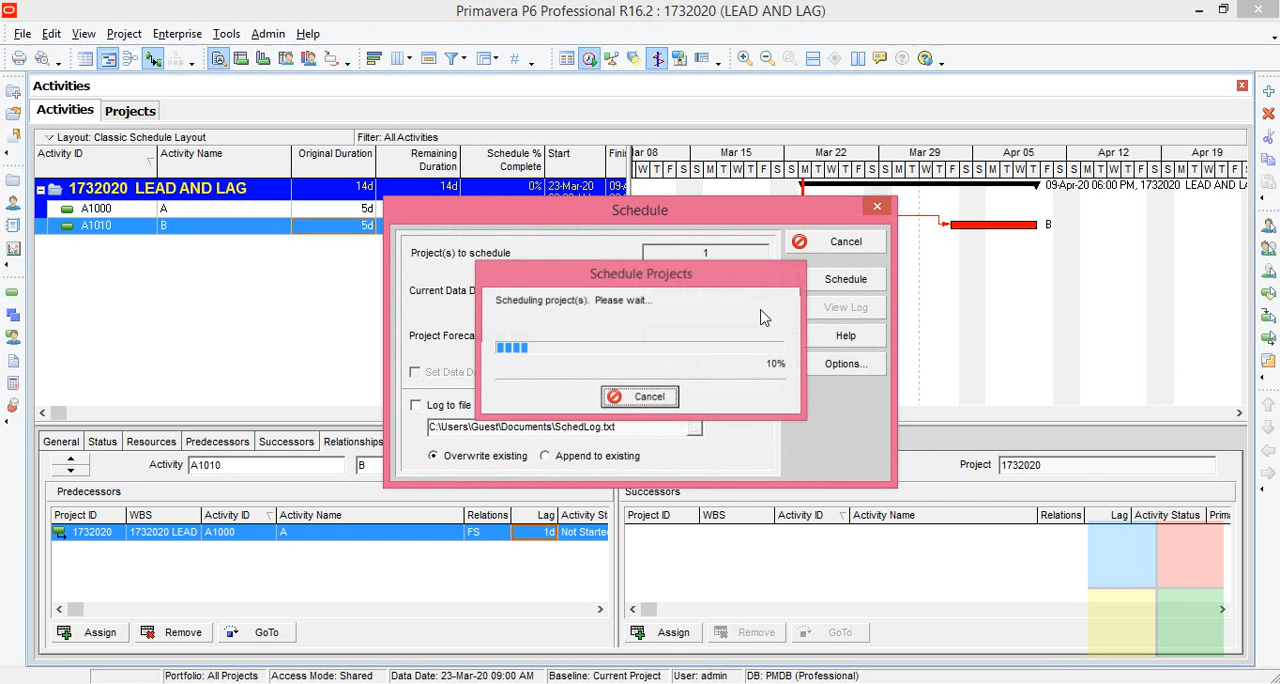 Primavera P6 Professional R16.2 : 1732020 (LEAD AND LAG)
File Edit View Project Enterprise Tools Admin Help
Activities
Activities Projects
Layout: Classic Schedule Layout Filter: All Activities
Activity ID Activity Name Original Duration Remaining Duration Schedule % Complete Start
Mar 15 Mar 22 Mar 29 Apr 05 Apr 12 Apr 19
W T F S S M T W T F S S M T W T F S S M T W T F S S M T W T F S S M T W T F S S M T W
1732020 LEAD AND LAG 14d 14d 0% 23-Mar-20 09-Apr-20 06:00 PM, 1732020 LEAD AND
A1000 A 5d
A1010 B 5d B
Schedule
Project(s) to schedule 1 Cancel
Schedule Projects
Schedule
Current Data D
Scheduling project(s). Please wait...
View Log
Project Foreca Help
10%
Options...
Set Data D
Cancel
Log to file
C:\Users\Guest\Documents\SchedLog.txt
Overwrite existing Append to existing
General Status Resources Predecessors Successors Relationships
Activity A1010 B Project 1732020
Predecessors Successors
Project ID WBS Activity ID Activity Name Relations Lag Activity St
Project ID WBS Activity ID Activity Name Relations Lag Activity Status Prim
1732020 1732020 LEAD A1000 A FS 1d Not Starte
Assign Remove GoTo Assign Remove GoTo
Portfolio: All Projects Access Mode: Shared Data Date: 23-Mar-20 09:00 AM Baseline: Current Project User: admin DB: PMDB (Professional)